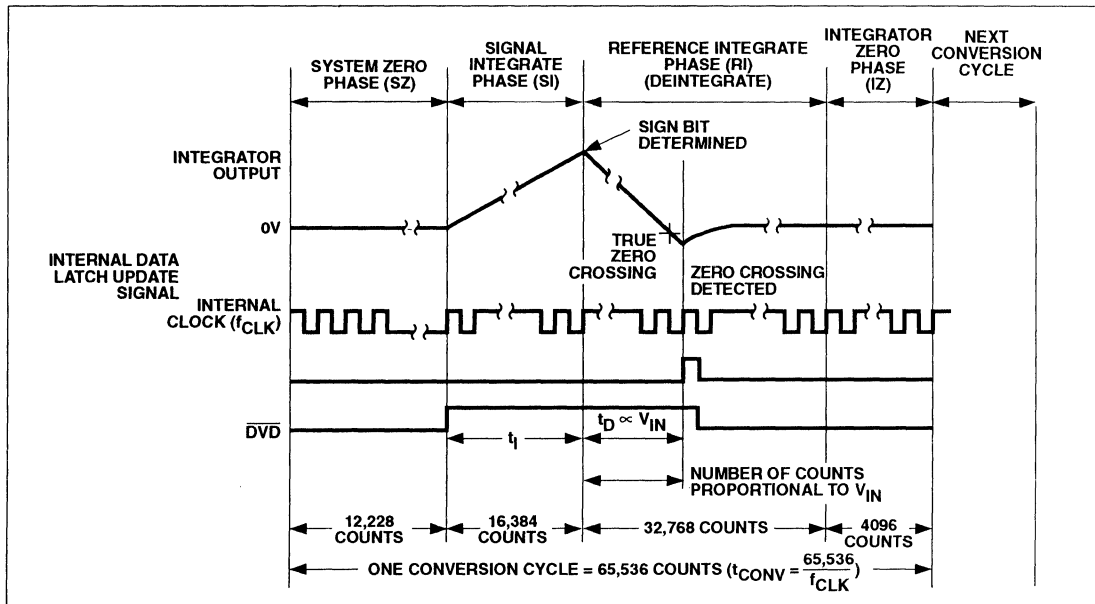 SYSTEM ZERO
PHASE (SZ)
SIGNAL
INTEGRATE
PHASE (SI)
REFERENCE INTEGRATE
PHASE (RI)
(DEINTEGRATE)
INTEGRATOR
ZERO
PHASE
(IZ)
NEXT
CONVERSION
CYCLE
SIGN BIT
DETERMINED
INTEGRATOR
OUTPUT
0V
TRUE
ZERO
CROSSING
ZERO CROSSING
DETECTED
INTERNAL DATA
LATCH UPDATE
SIGNAL
INTERNAL
CLOCK (fCLK)
DVD
tI
tD ∝ VIN
NUMBER OF COUNTS
PROPORTIONAL TO VIN
12,228
COUNTS
16,384
COUNTS
32,768 COUNTS
4096
COUNTS
ONE CONVERSION CYCLE = 65,536 COUNTS (tCONV = 65,536 / fCLK)